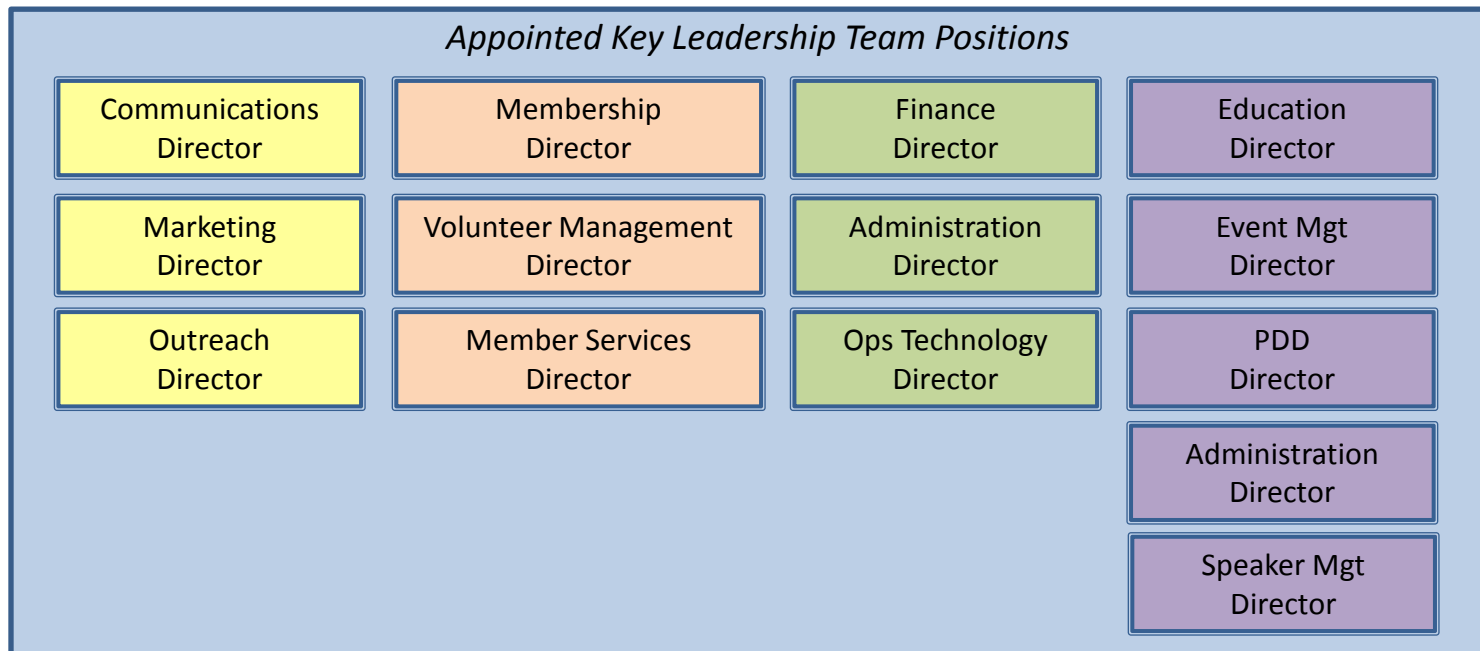 Appointed Key Leadership Team Positions
Communications
Director
Membership
Director
Finance
Director
Education
Director
Marketing
Director
Volunteer Management
Director
Administration
Director
Event Mgt
Director
Outreach
Director
Member Services
Director
Ops Technology
Director
PDD
Director
Administration
Director
Speaker Mgt
Director